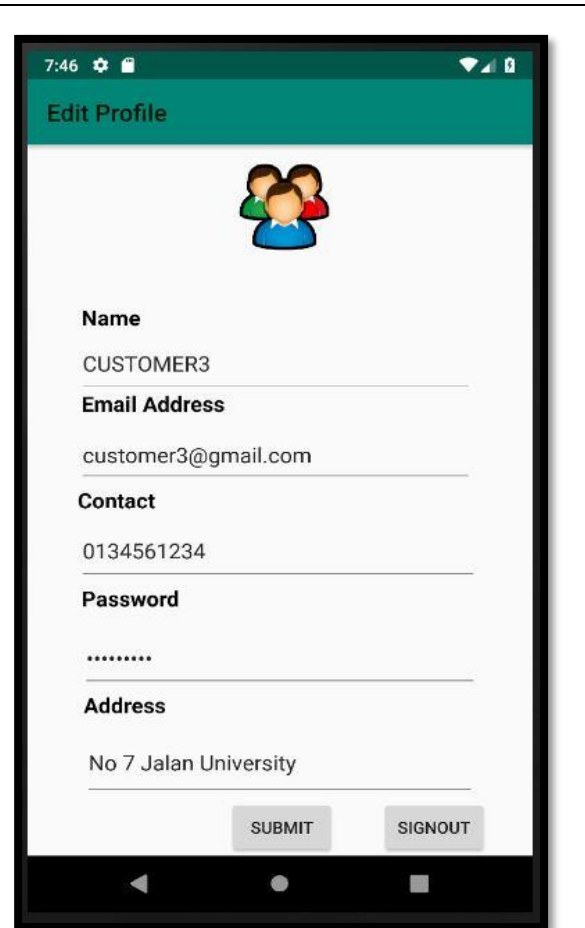 7:46
Edit Profile
Name
CUSTOMER3
Email Address
customer3@gmail.com
Contact
0134561234
Password
•••••••••
Address
No 7 Jalan University
SUBMIT SIGNOUT